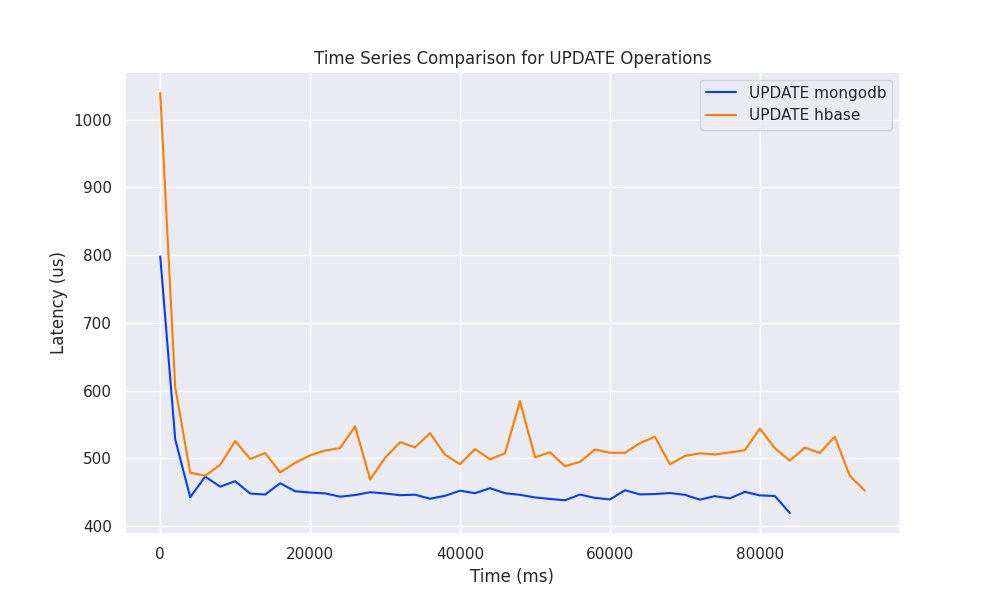 Time Series Comparison for UPDATE Operations
UPDATE mongodb
UPDATE hbase
Latency (us)
1000
900
800
700
600
500
400
0
20000
40000
60000
80000
Time (ms)